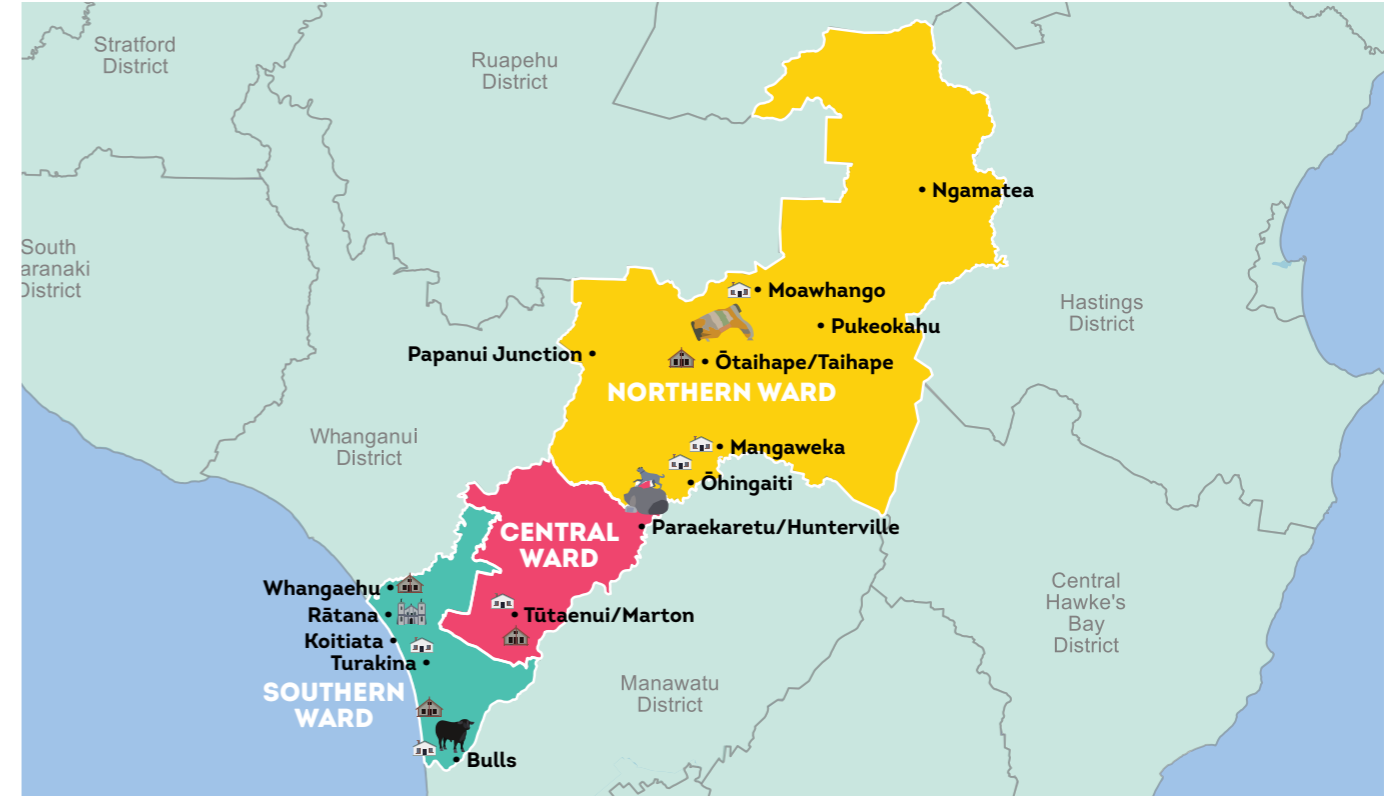 Stratford
District
Ruapehu
District
Ngamatea
South
aranaki
District
Moawhango
Hastings
District
Pukeokahu
Papanui Junction
Ōtaihape/Taihape
NORTHERN WARD
Whanganui
District
Mangaweka
Ōhingaiti
CENTRAL
WARD
Paraekaretu/Hunterville
Whangaehu
Rātana
Koitiata
Turakina
Tūtaenui/Marton
Central
Hawke's
Bay
District
SOUTHERN
WARD
Manawatu
District
Bulls